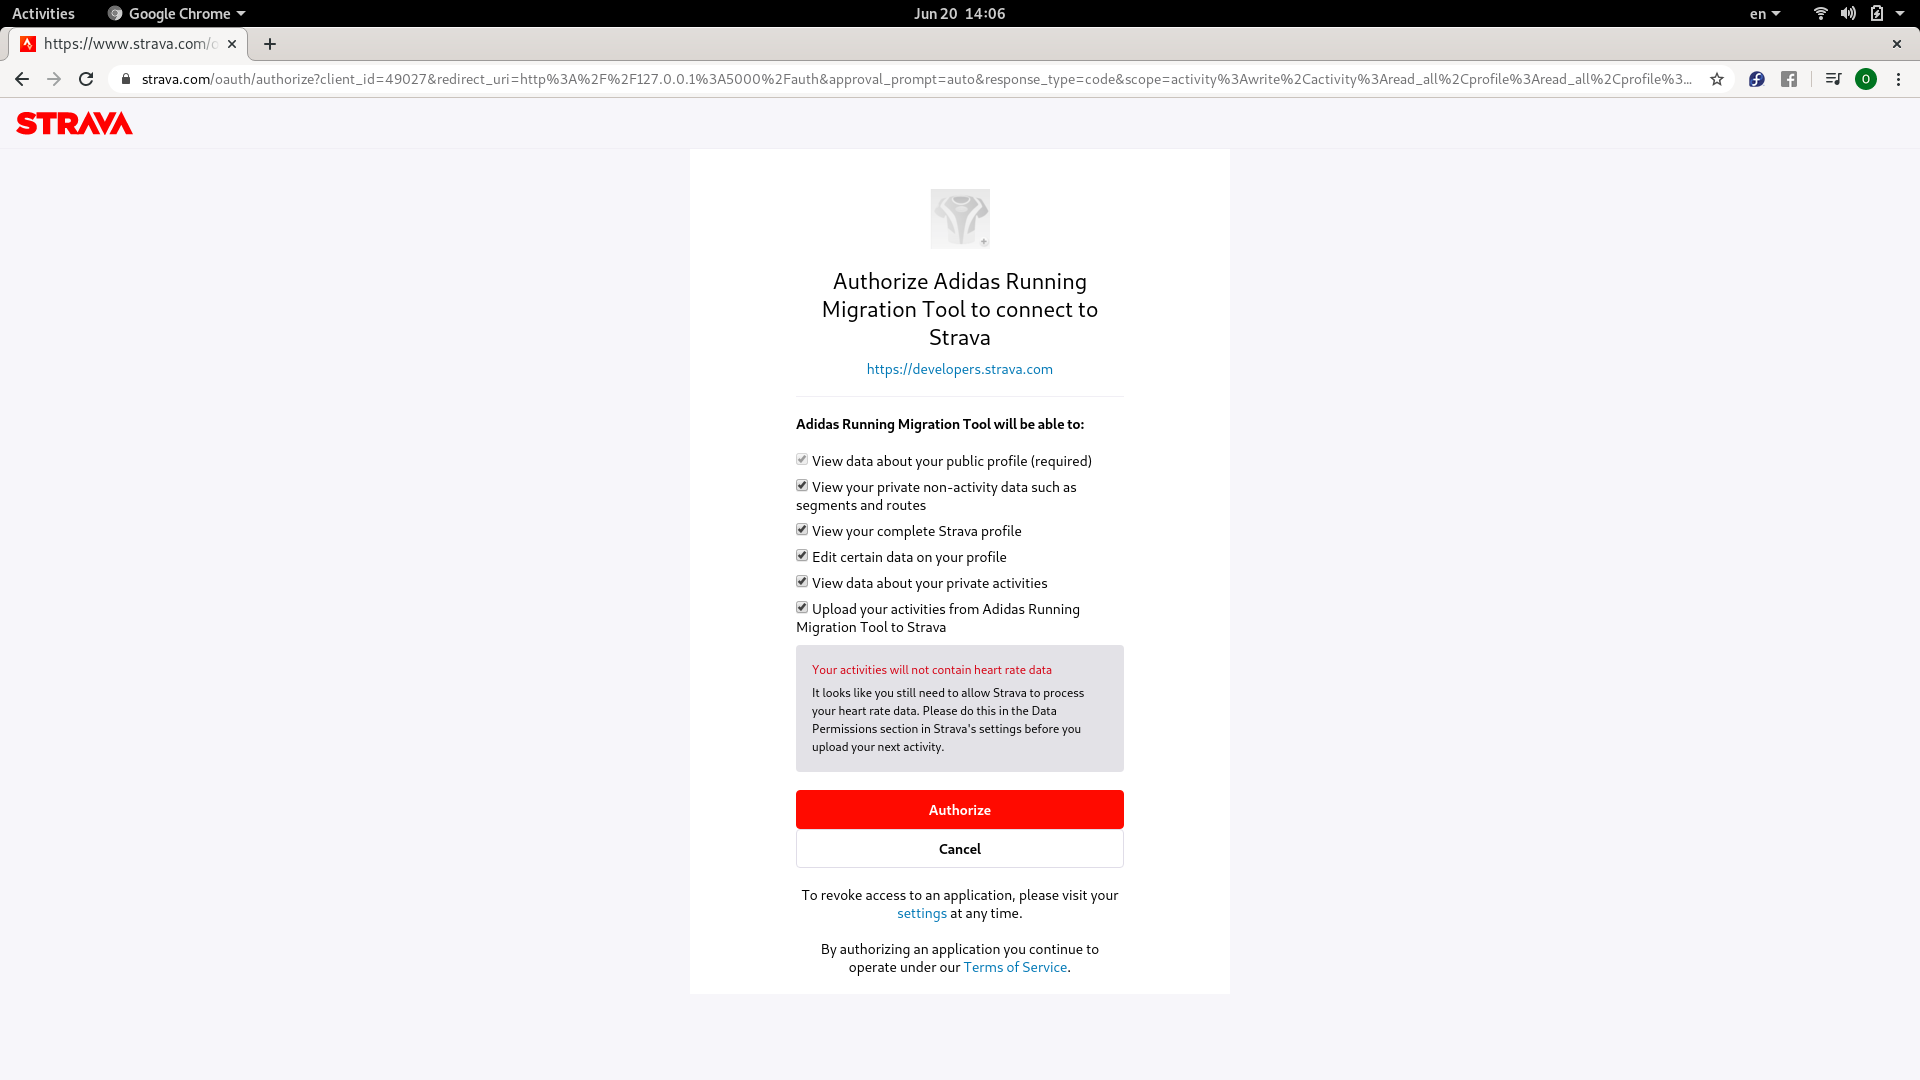 Activities
Google Chrome
Jun 20 14:06
en
https://www.strava.com/o
strava.com/oauth/authorize?client_id=49027&redirect_uri=http%3A%2F%2F127.0.0.1%3A5000%2Fauth&approval_prompt=auto&response_type=code&scope=activity%3Awrite%2Cactivity%3Aread_all%2Cprofile%3Aread_all%2Cprofile%3...
O
STRAVA
Authorize Adidas Running
Migration Tool to connect to
Strava
https://developers.strava.com
Adidas Running Migration Tool will be able to:
View data about your public profile (required)
View your private non-activity data such as
segments and routes
View your complete Strava profile
Edit certain data on your profile
View data about your private activities
Upload your activities from Adidas Running
Migration Tool to Strava
Your activities will not contain heart rate data
It looks like you still need to allow Strava to process
your heart rate data. Please do this in the Data
Permissions section in Strava's settings before you
upload your next activity.
Authorize
Cancel
To revoke access to an application, please visit your
settings at any time.
By authorizing an application you continue to
operate under our Terms of Service.